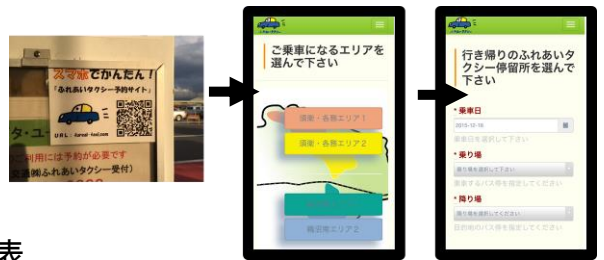 スマホでかんたん！
「ふれあいタクシー予約サイト」
ご利用には予約が必要です
ふれあいタクシー受付）
ご乗車になるエリアを
選んで下さい
須衛・各務エリア1
須衛・各務エリア2
鵜沼南エリア2
行き帰りのふれあいタ
クシー停留所を選んで
下さい
* 乗車日
2015-12-16
乗車日を選択して下さい
* 乗り場
乗り場を選択して下さい
乗車するバス停を指定してください
* 降り場
降り場を選択してください
目的地のバス停を指定してください
表